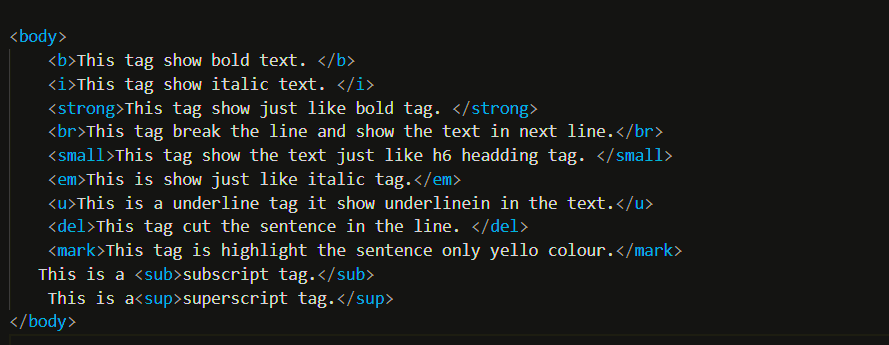 <body>
<b>This tag show bold text. </b>
<i>This tag show italic text. </i>
<strong>This tag show just like bold tag. </strong>
<br>This tag break the line and show the text in next line.</br>
<small>This tag show the text just like h6 headding tag. </small>
<em>This is show just like italic tag.</em>
<u>This is a underline tag it show underlinein in the text.</u>
<del>This tag cut the sentence in the line. </del>
<mark>This tag is highlight the sentence only yello colour.</mark>
This is a <sub>subscript tag.</sub>
This is a<sup>superscript tag.</sup>
</body>